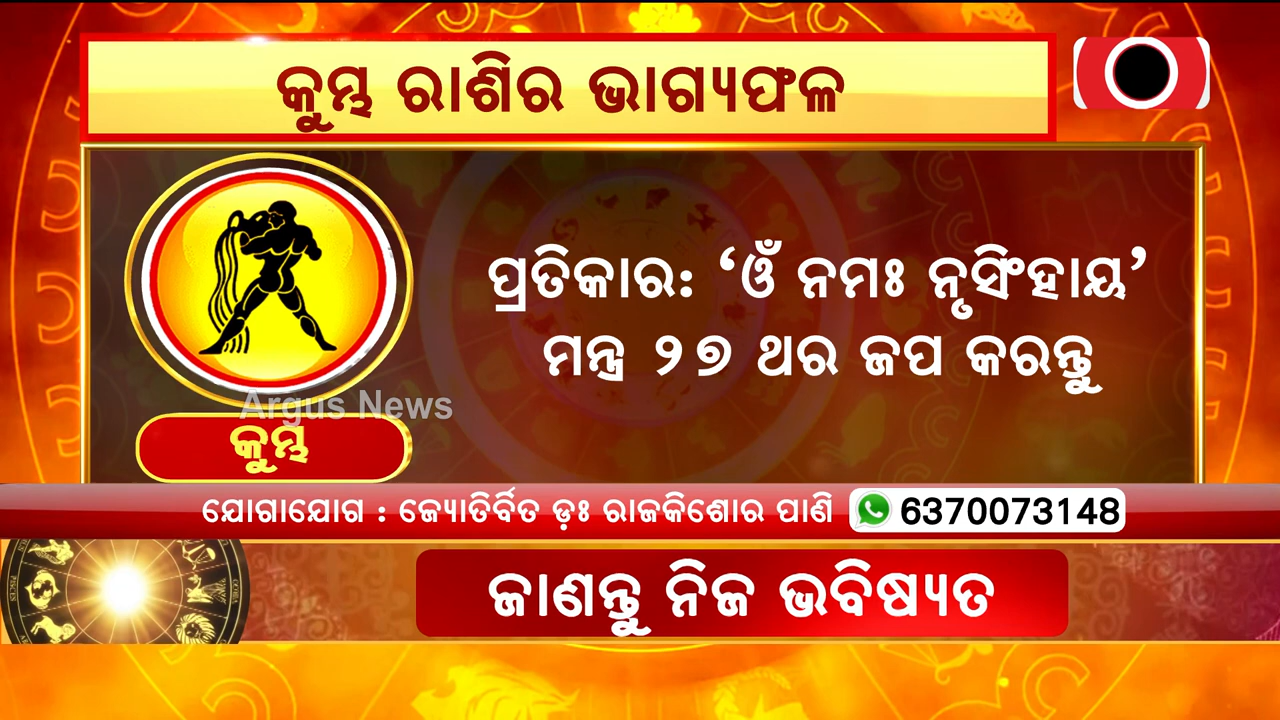 କୁମ୍ଭ ରାଶିର ଭାଗ୍ୟଫଳ
ପ୍ରତିକାର: ‘ଓଁ ନମଃ ନୃସିଂହାୟ’
ମନ୍ତ୍ର ୨୭ ଥର ଜପ କରନ୍ତୁ
Argus News
କୁମ୍ଭ
ଯୋଗାଯୋଗ : ଜ୍ୟୋତିର୍ବିତ ଡ଼ଃ ରାଜକିଶୋର ପାଣି 6370073148
ଜାଣନ୍ତୁ ନିଜ ଭବିଷ୍ୟତ